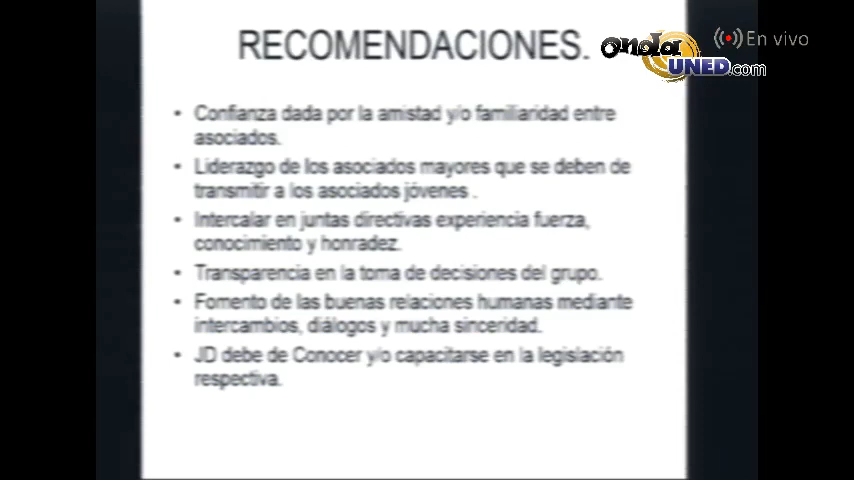 RECOMENDACIONES.
onda
UNED.com
En vivo
• Confianza dada por la amistad y/o familiaridad entre
asociados.
• Liderazgo de los asociados mayores que se deben de
transmitir a los asociados jóvenes .
• Intercalar en juntas directivas experiencia fuerza,
conocimiento y honradez.
• Transparencia en la toma de decisiones del grupo.
• Fomento de las buenas relaciones humanas mediante
intercambios, diálogos y mucha sinceridad.
• JD debe de Conocer y/o capacitarse en la legislación
respectiva.